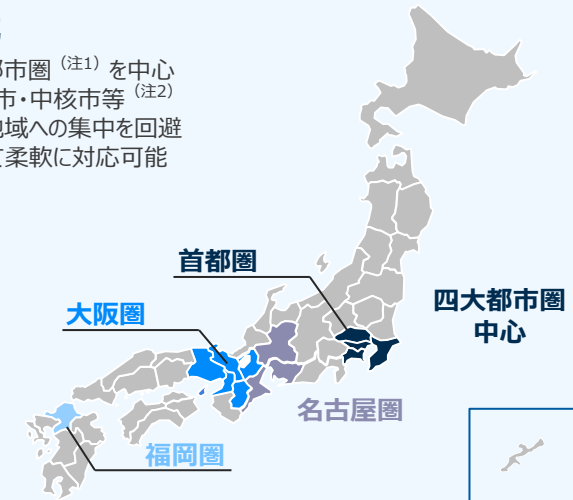 市圏（注1）を中心
市・中核市等（注2）
地域への集中を回避
柔軟に対応可能
首都圏
大阪圏
四大都市圏
中心
名古屋圏
福岡圏